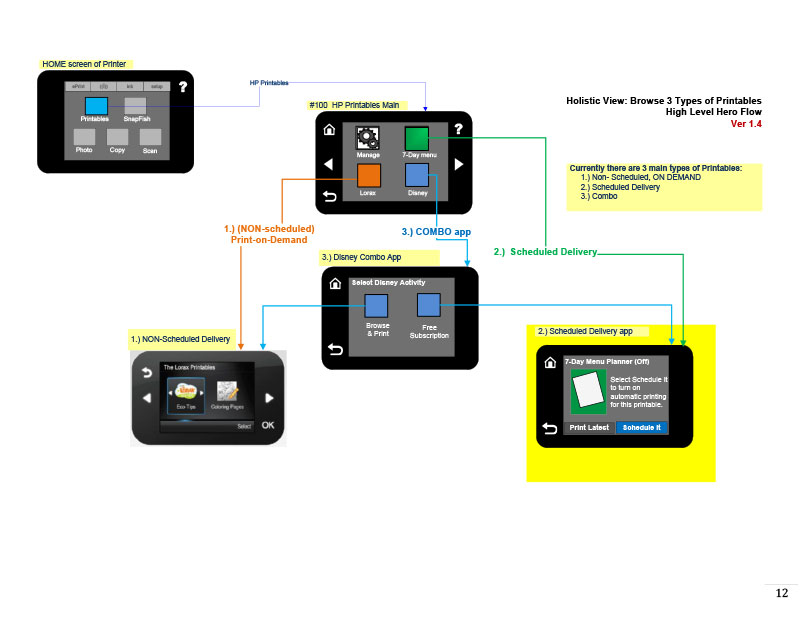 HOME screen of Printer
ePrint
Ink
setup
?
Printables
SnapFish
Photo
Copy
Scan
HP Printables
#100 HP Printables Main
?
Manage
7-Day menu
Lorax
Disney
Holistic View: Browse 3 Types of Printables
High Level Hero Flow
Ver 1.4
Currently there are 3 main types of Printables:
1.) Non- Scheduled, ON DEMAND
2.) Scheduled Delivery
3.) Combo
1.) (NON-scheduled)
Print-on-Demand
3.) COMBO app
2.) Scheduled Delivery
3.) Disney Combo App
Select Disney Activity
Browse
& Print
Free
Subscription
1.) NON-Scheduled Delivery
The Lorax Printables
Eco-Tips
Coloring Pages
Select
OK
2.) Scheduled Delivery app
7-Day Menu Planner (Off)
Select Schedule It
to turn on
automatic printing
for this printable.
Print Latest
Schedule It
12